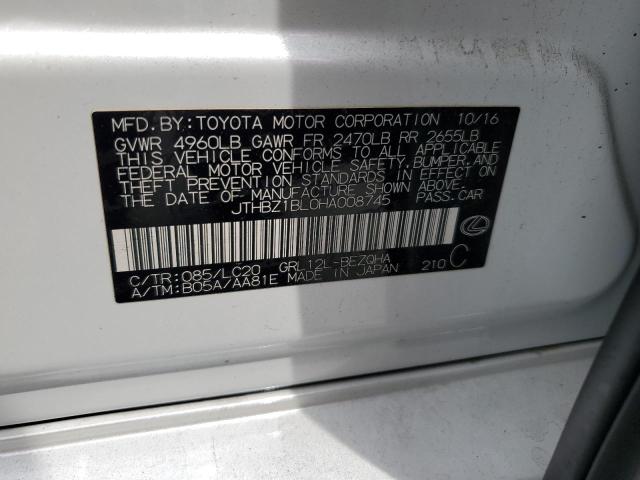 MFD. BY: TOYOTA MOTOR CORPORATION 10/16
GVWR 4960LB GAWR FR 2470LB RR 2655LB
THIS VEHICLE CONFORMS TO ALL APPLICABLE
FEDERAL MOTOR VEHICLE SAFETY, BUMPER, AND
THEFT PREVENTION STANDARDS IN EFFECT ON
THE DATE OF MANUFACTURE SHOWN ABOVE.
JTHBZ1BL0HA008745 PASS. CAR
C/TR: 085/LC20 GRL12L-BEZQHA
A/TM: B05A/AA81E MADE IN JAPAN 210 C